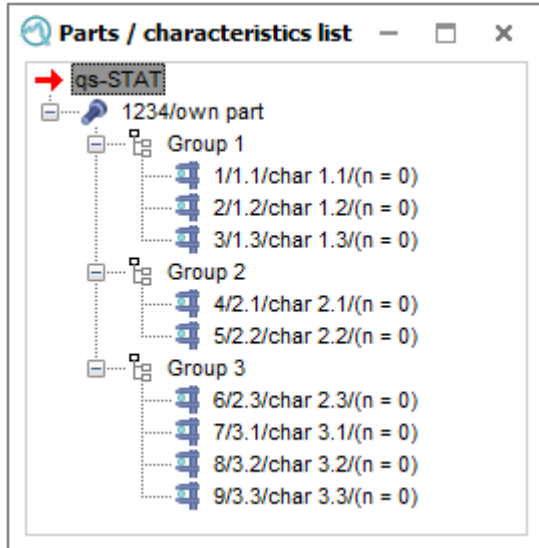 Parts / characteristics list
qs-STAT
1234/own part
Group 1
1/1.1/char 1.1/(n = 0)
2/1.2/char 1.2/(n = 0)
3/1.3/char 1.3/(n = 0)
Group 2
4/2.1/char 2.1/(n = 0)
5/2.2/char 2.2/(n = 0)
Group 3
6/2.3/char 2.3/(n = 0)
7/3.1/char 3.1/(n = 0)
8/3.2/char 3.2/(n = 0)
9/3.3/char 3.3/(n = 0)